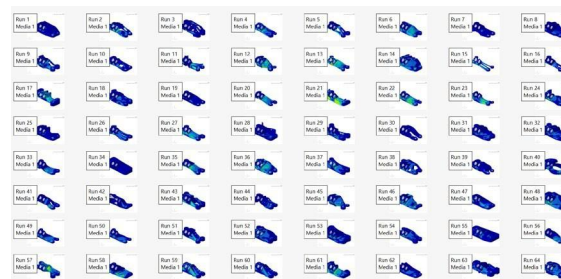 Run 1
Media 1
Run 2
Media 1
Run 3
Media 1
Run 4
Media 1
Run 5
Media 1
Run 6
Media 1
Run 7
Media 1
Run 8
Media 1
Run 9
Media 1
Run 10
Media 1
Run 11
Media 1
Run 12
Media 1
Run 13
Media 1
Run 14
Media 1
Run 15
Media 1
Run 16
Media 1
Run 17
Media 1
Run 18
Media 1
Run 19
Media 1
Run 20
Media 1
Run 21
Media 1
Run 22
Media 1
Run 23
Media 1
Run 24
Media 1
Run 25
Media 1
Run 26
Media 1
Run 27
Media 1
Run 28
Media 1
Run 29
Media 1
Run 30
Media 1
Run 31
Media 1
Run 32
Media 1
Run 33
Media 1
Run 34
Media 1
Run 35
Media 1
Run 36
Media 1
Run 37
Media 1
Run 38
Media 1
Run 39
Media 1
Run 40
Media 1
Run 41
Media 1
Run 42
Media 1
Run 43
Media 1
Run 44
Media 1
Run 45
Media 1
Run 46
Media 1
Run 47
Media 1
Run 48
Media 1
Run 49
Media 1
Run 50
Media 1
Run 51
Media 1
Run 52
Media 1
Run 53
Media 1
Run 54
Media 1
Run 55
Media 1
Run 56
Media 1
Run 57
Media 1
Run 58
Media 1
Run 59
Media 1
Run 60
Media 1
Run 61
Media 1
Run 62
Media 1
Run 63
Media 1
Run 64
Media 1